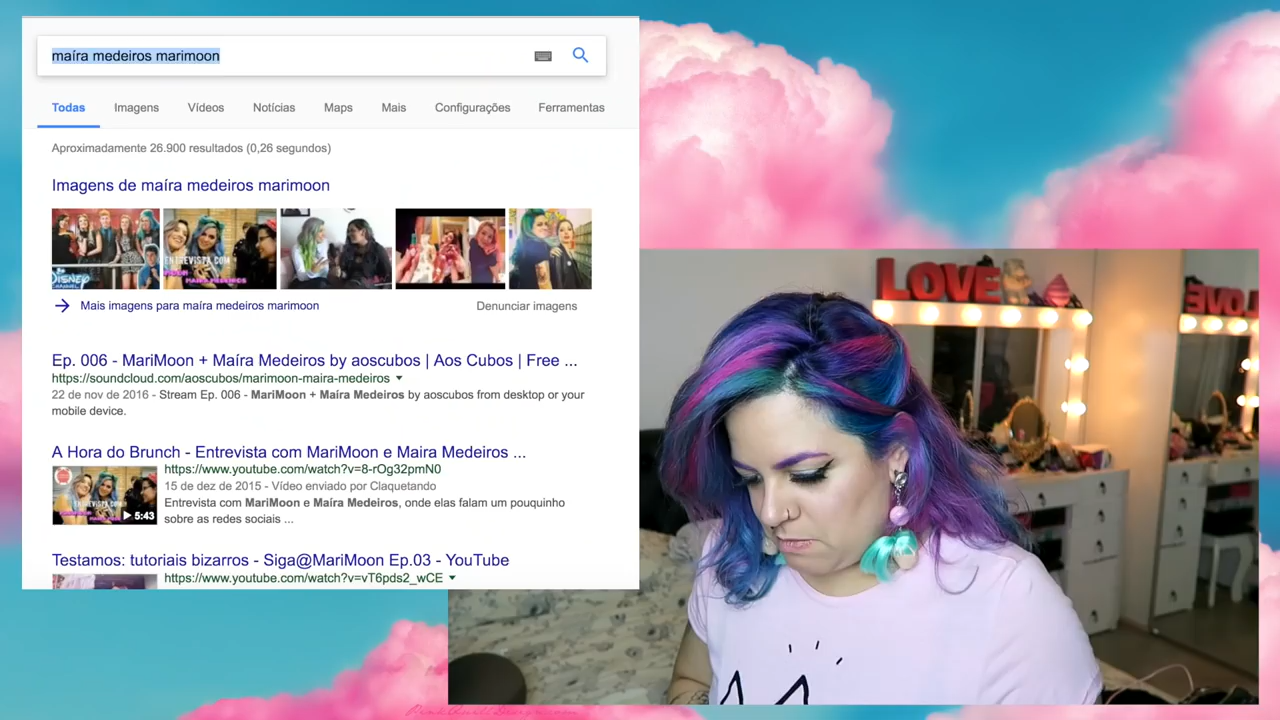 maíra medeiros marimoon
Todas Imagens Vídeos Notícias Maps Mais Configurações Ferramentas
Aproximadamente 26.900 resultados (0,26 segundos)
Imagens de maíra medeiros marimoon
DISNEY
CHANNEL
ENTREVISTA.COM
Mais imagens para maíra medeiros marimoon Denunciar imagens
Ep. 006 - MariMoon + Maíra Medeiros by aoscubos | Aos Cubos | Free ...
https://soundcloud.com/aoscubos/marimoon-maira-medeiros
22 de nov de 2016 - Stream Ep. 006 - MariMoon + Maíra Medeiros by aoscubos from desktop or your
mobile device.
A Hora do Brunch - Entrevista com MariMoon e Maira Medeiros ...
https://www.youtube.com/watch?v=8-rOg32pmN0
15 de dez de 2015 - Vídeo enviado por Claquetando
Entrevista com MariMoon e Maíra Medeiros, onde elas falam um pouquinho
sobre as redes sociais ...
ENTREVISTA.COM
5:43
Testamos: tutoriais bizarros - Siga@MariMoon Ep.03 - YouTube
https://www.youtube.com/watch?v=vT6pds2_wCE
LOVE
LOVE